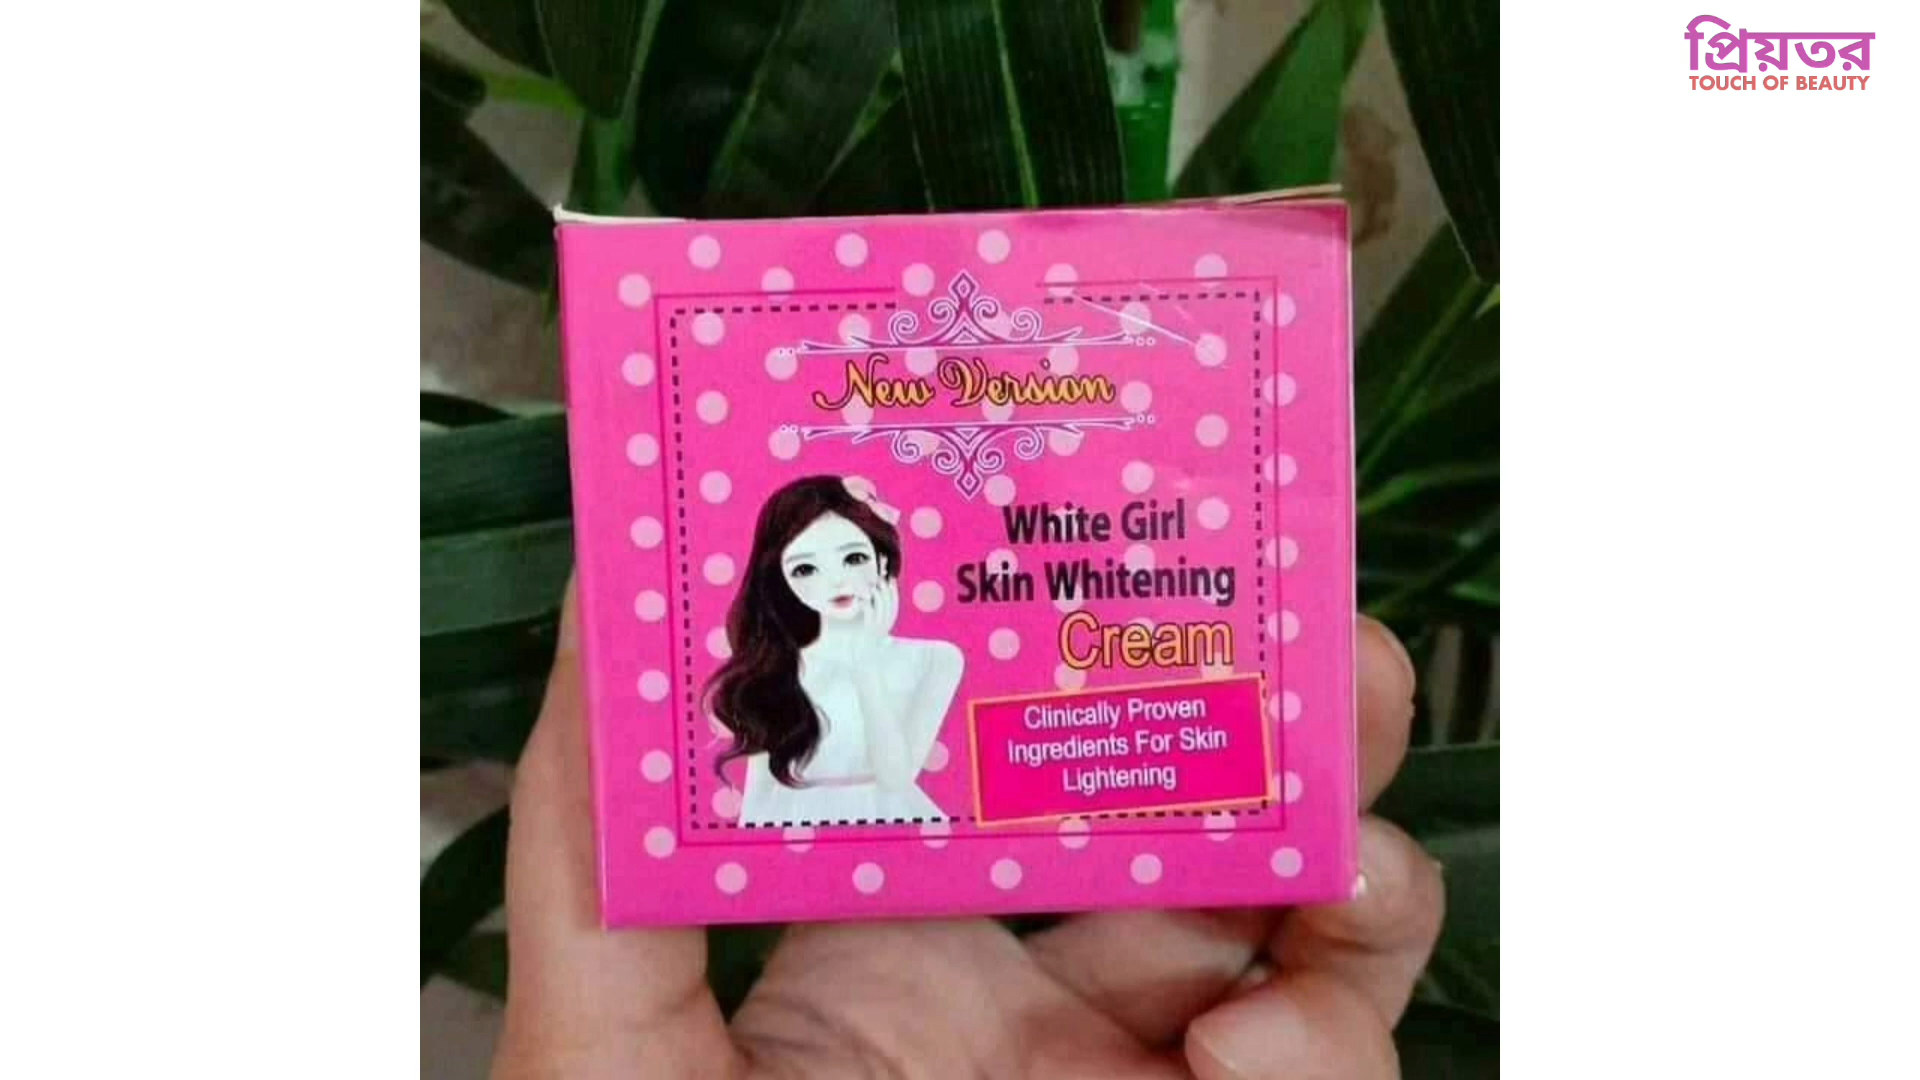 প্রিয়তর
TOUCH OF BEAUTY
New Version
White Girl
Skin Whitening
Cream
Clinically Proven
Ingredients For Skin
Lightening